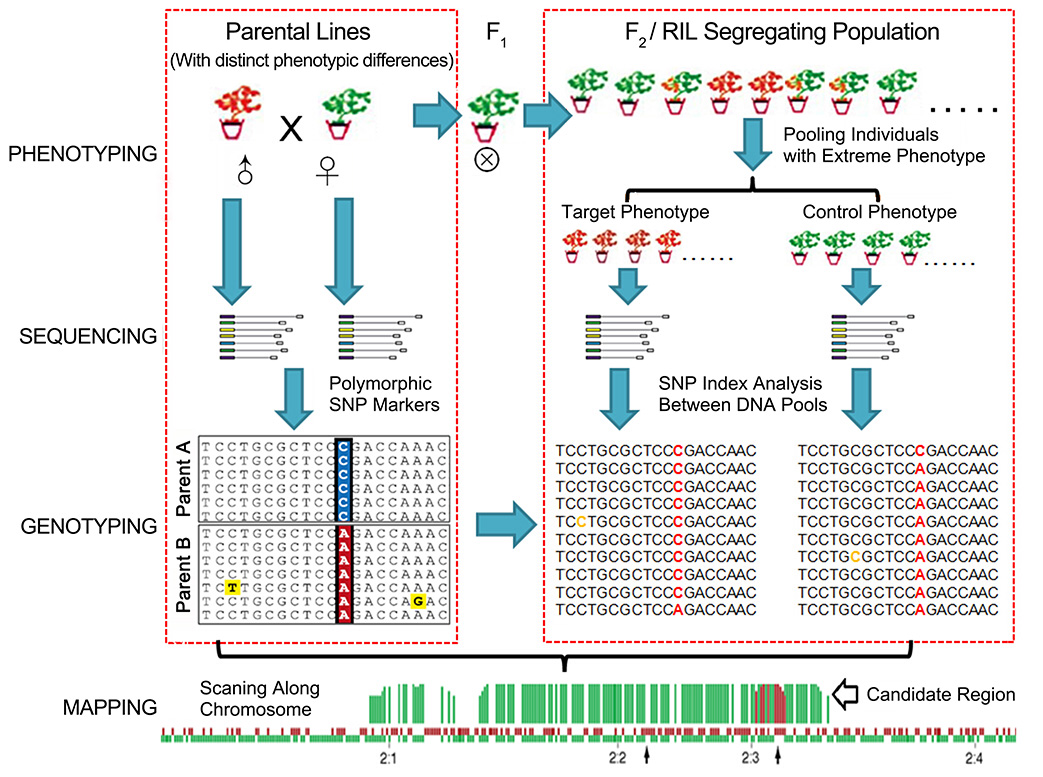 Parental Lines
(With distinct phenotypic differences)
F1
F2/ RIL Segregating Population
X
. . . . .
PHENOTYPING
♂
♀
Pooling Individuals
with Extreme Phenotype
Target Phenotype
Control Phenotype
. . . . . .
. . . . . .
SEQUENCING
Polymorphic
SNP Markers
SNP Index Analysis
Between DNA Pools
GENOTYPING
Parent A
TCCTGCGCTCCCGACCAAAC
TCCTGCGCTCCCGACCAAAC
TCCTGCGCTCCCGACCAAAC
TCCTGCGCTCCCGACCAAAC
TCCTGCGCTCCCGACCAAAC
TCCTGCGCTCCCGACCAAAC
Parent B
TCCTGCGCTCCAGACCAAAC
TCCTGCGCTCCAGACCAAAC
TCCTGCGCTCCAGACCAAAC
TCCTGCGCTCCAGACCAAAC
TCTTGCGCTCCAGACCAAAC
TCCTGCGCTCCAGACCAGAC
TCCTGCGCTCCAGACCAAAC
TCCTGCGCTCCCGACCAAC
TCCTGCGCTCCCGACCAAC
TCCTGCGCTCCCGACCAAC
TCCTGCGCTCCCGACCAAC
TCCTGCGCTCCCGACCAAC
TCCTGCGCTCCCGACCAAC
TCCTGCGCTCCCGACCAAC
TCCTGCGCTCCCGACCAAC
TCCTGCGCTCCCGACCAAC
TCCTGCGCTCCAGACCAAC
TCCTGCGCTCCCGACCAAC
TCCTGCGCTCCAGACCAAC
TCCTGCGCTCCAGACCAAC
TCCTGCGCTCCAGACCAAC
TCCTGCGCTCCAGACCAAC
TCCTGCGCTCCAGACCAAC
TCCTGCGCTCCAGACCAAC
TCCTGCGCTCCAGACCAAC
TCCTGCGCTCCAGACCAAC
TCCTGCGCTCCAGACCAAC
MAPPING
Scaning Along
Chromosome
Candidate Region
2:1
2:2
2:3
2:4